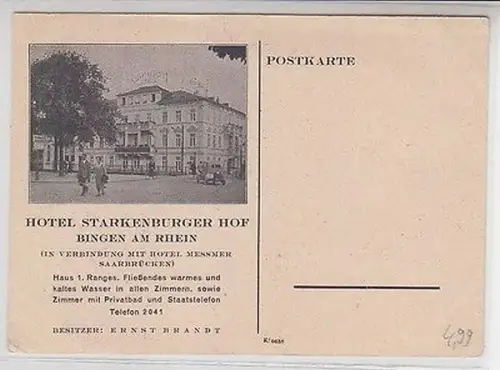 POSTKARTE
HOTEL STARKENBURGER HOF
BINGEN AM RHEIN
(IN VERBINDUNG MIT HOTEL MESSMER
SAARBRÜCKEN)
Haus 1. Ranges. Fließendes warmes und
kaltes Wasser in allen Zimmern, sowie
Zimmer mit Privatbad und Staatstelefon
Telefon 2041
BESITZER: ERNST BRANDT
4,99